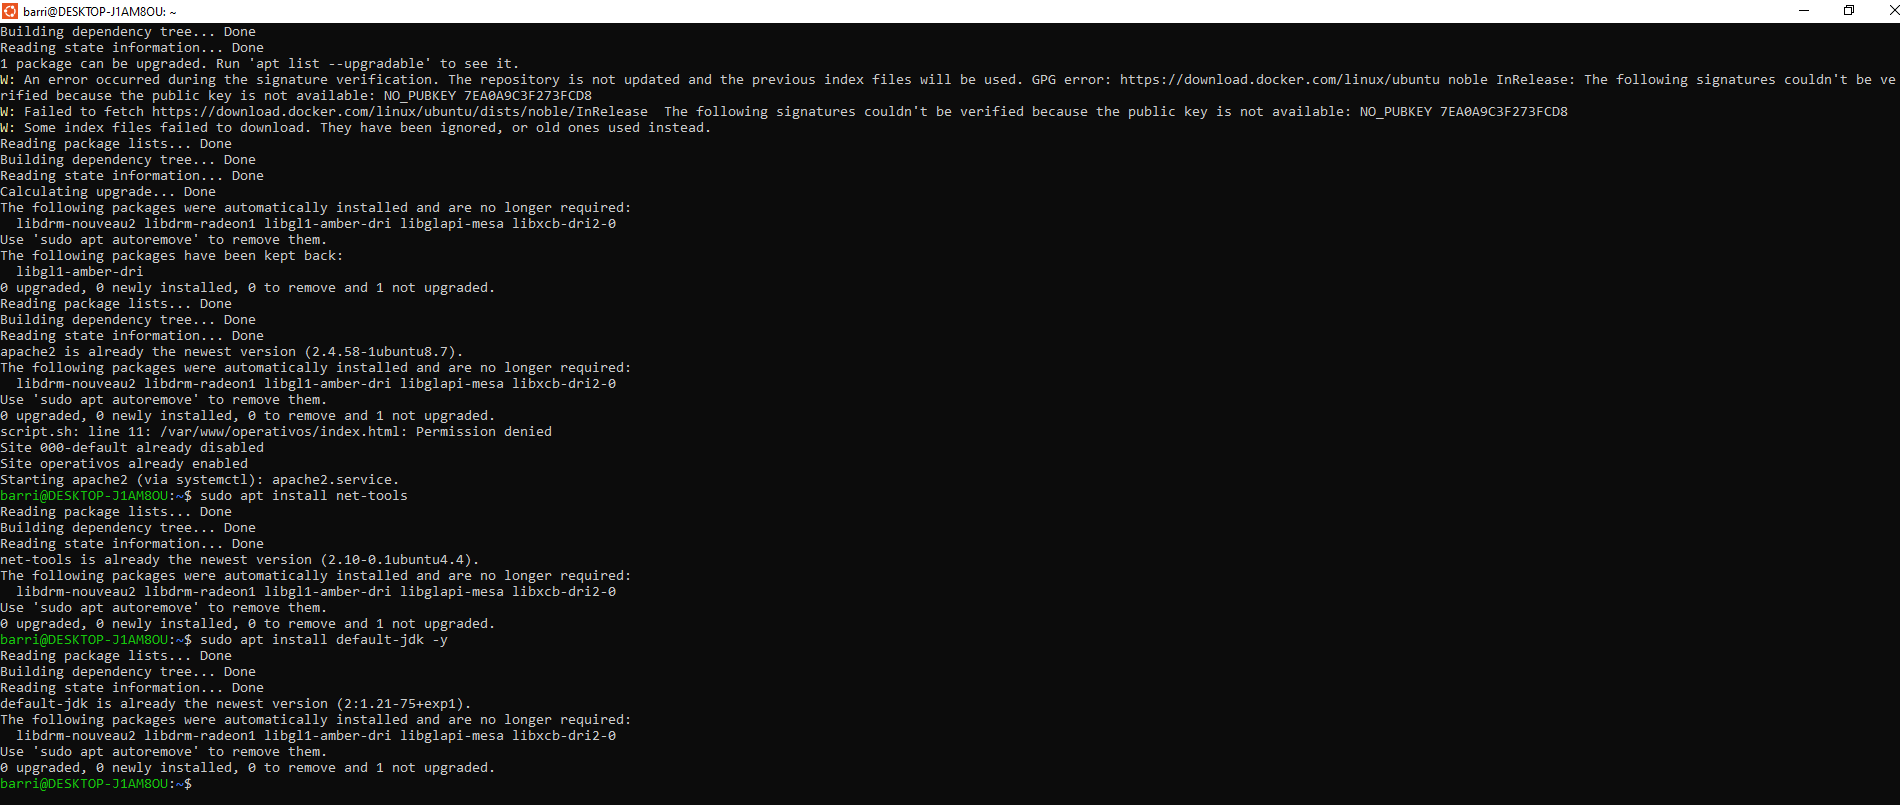 barri@DESKTOP-J1AM8OU: ~
Building dependency tree... Done
Reading state information... Done
1 package can be upgraded. Run 'apt list --upgradable' to see it.
W: An error occurred during the signature verification. The repository is not updated and the previous index files will be used. GPG error: https://download.docker.com/linux/ubuntu noble InRelease: The following signatures couldn't be ve
rified because the public key is not available: NO_PUBKEY 7EA0A9C3F273FCD8
W: Failed to fetch https://download.docker.com/linux/ubuntu/dists/noble/InRelease  The following signatures couldn't be verified because the public key is not available: NO_PUBKEY 7EA0A9C3F273FCD8
W: Some index files failed to download. They have been ignored, or old ones used instead.
Reading package lists... Done
Building dependency tree... Done
Reading state information... Done
Calculating upgrade... Done
The following packages were automatically installed and are no longer required:
  libdrm-nouveau2 libdrm-radeon1 libgl1-amber-dri libglapi-mesa libxcb-dri2-0
Use 'sudo apt autoremove' to remove them.
The following packages have been kept back:
  libgl1-amber-dri
0 upgraded, 0 newly installed, 0 to remove and 1 not upgraded.
Reading package lists... Done
Building dependency tree... Done
Reading state information... Done
apache2 is already the newest version (2.4.58-1ubuntu8.7).
The following packages were automatically installed and are no longer required:
  libdrm-nouveau2 libdrm-radeon1 libgl1-amber-dri libglapi-mesa libxcb-dri2-0
Use 'sudo apt autoremove' to remove them.
0 upgraded, 0 newly installed, 0 to remove and 1 not upgraded.
script.sh: line 11: /var/www/operativos/index.html: Permission denied
Site 000-default already disabled
Site operativos already enabled
Starting apache2 (via systemctl): apache2.service.
barri@DESKTOP-J1AM8OU:~$ sudo apt install net-tools
Reading package lists... Done
Building dependency tree... Done
Reading state information... Done
net-tools is already the newest version (2.10-0.1ubuntu4.4).
The following packages were automatically installed and are no longer required:
  libdrm-nouveau2 libdrm-radeon1 libgl1-amber-dri libglapi-mesa libxcb-dri2-0
Use 'sudo apt autoremove' to remove them.
0 upgraded, 0 newly installed, 0 to remove and 1 not upgraded.
barri@DESKTOP-J1AM8OU:~$ sudo apt install default-jdk -y
Reading package lists... Done
Building dependency tree... Done
Reading state information... Done
default-jdk is already the newest version (2:1.21-75+exp1).
The following packages were automatically installed and are no longer required:
  libdrm-nouveau2 libdrm-radeon1 libgl1-amber-dri libglapi-mesa libxcb-dri2-0
Use 'sudo apt autoremove' to remove them.
0 upgraded, 0 newly installed, 0 to remove and 1 not upgraded.
barri@DESKTOP-J1AM8OU:~$